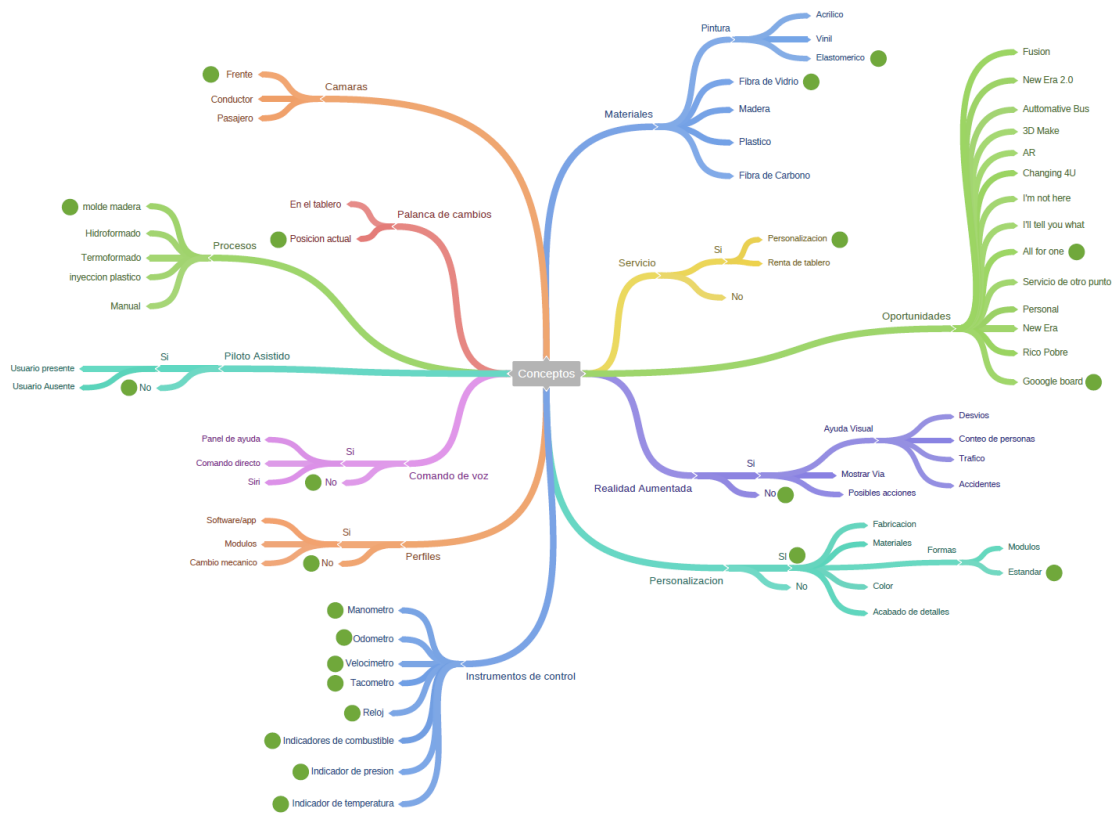 Conceptos
Camaras
Frente
Conductor
Pasajero
Palanca de cambios
En el tablero
Posicion actual
Procesos
molde madera
Hidroformado
Termoformado
inyeccion plastico
Manual
Piloto Asistido
Si
Usuario presente
Usuario Ausente
No
Comando de voz
Si
Panel de ayuda
Comando directo
Siri
No
Perfiles
Si
Software/app
Modulos
Cambio mecanico
No
Instrumentos de control
Manometro
Odometro
Velocimetro
Tacometro
Reloj
Indicadores de combustible
Indicador de presion
Indicador de temperatura
Materiales
Pintura
Acrilico
Vinil
Elastomerico
Fibra de Vidrio
Madera
Plastico
Fibra de Carbono
Servicio
Si
Personalizacion
Renta de tablero
No
Oportunidades
Fusion
New Era 2.0
Auttomative Bus
3D Make
AR
Changing 4U
I'm not here
I'll tell you what
All for one
Servicio de otro punto
Personal
New Era
Rico Pobre
Gooogle board
Realidad Aumentada
Si
Ayuda Visual
Desvios
Conteo de personas
Trafico
Accidentes
Mostrar Via
Posibles acciones
No
Personalizacion
SI
Fabricacion
Materiales
Formas
Modulos
Estandar
Color
Acabado de detalles
No